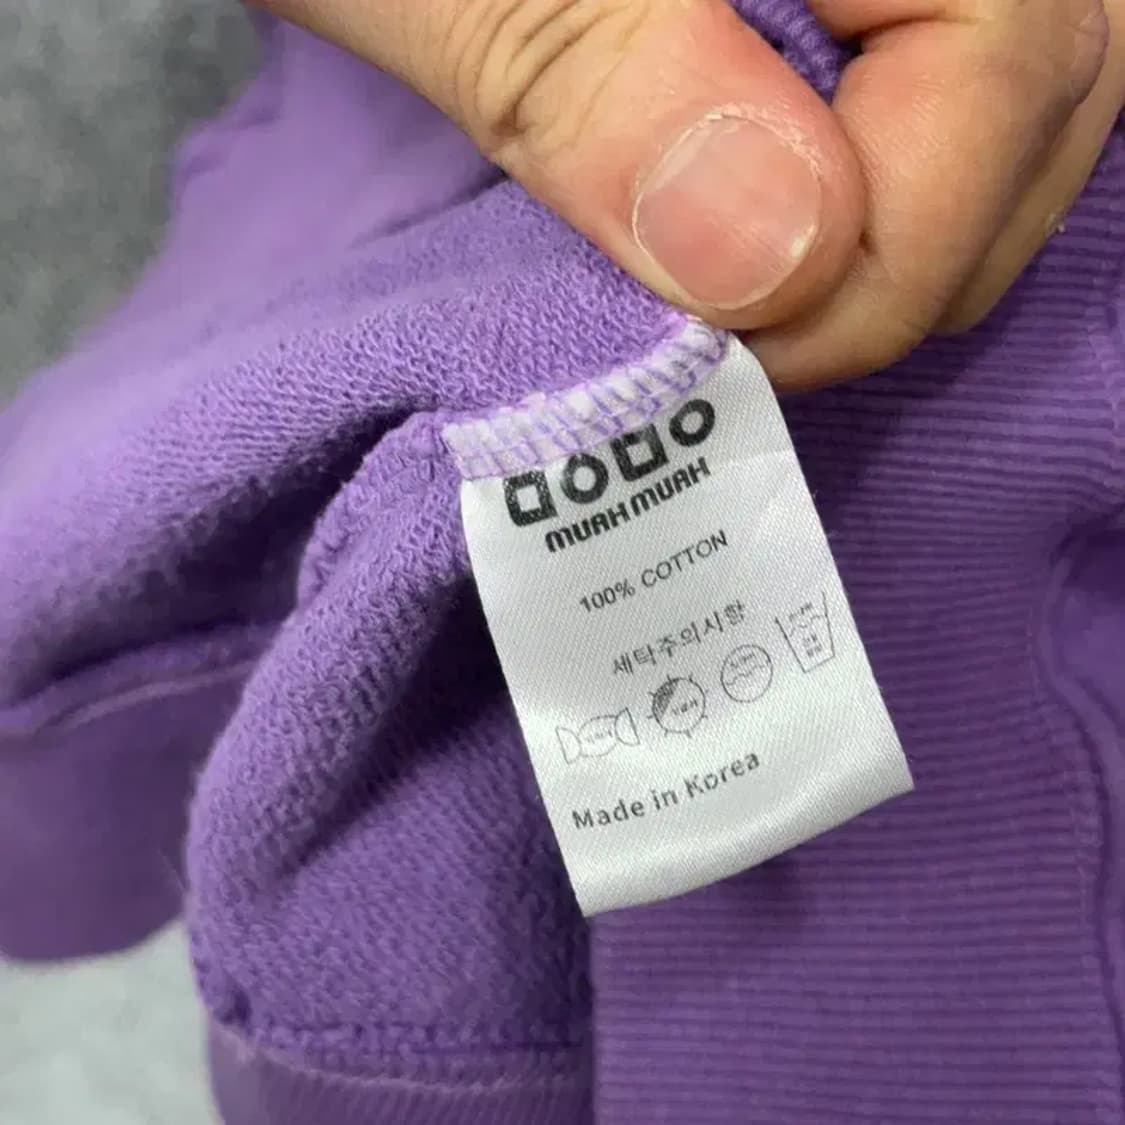 MUAH MUAH
100% COTTON
세탁주의사항
Made in Korea